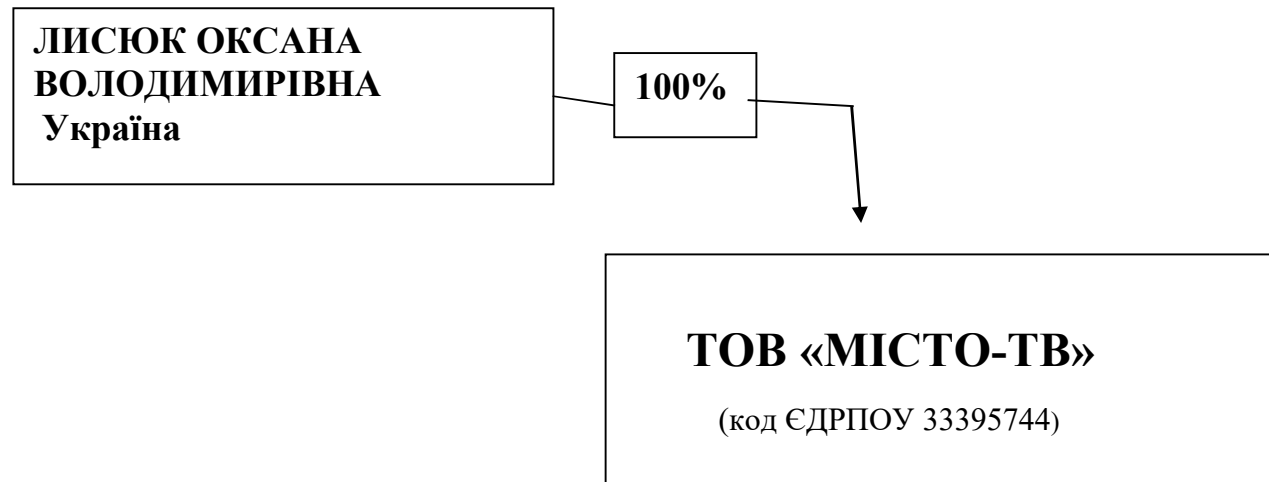 ЛИСЮК ОКСАНА
ВОЛОДИМИРІВНА
Україна
100%
ТОВ «МІСТО-ТВ»
(код ЄДРПОУ 33395744)